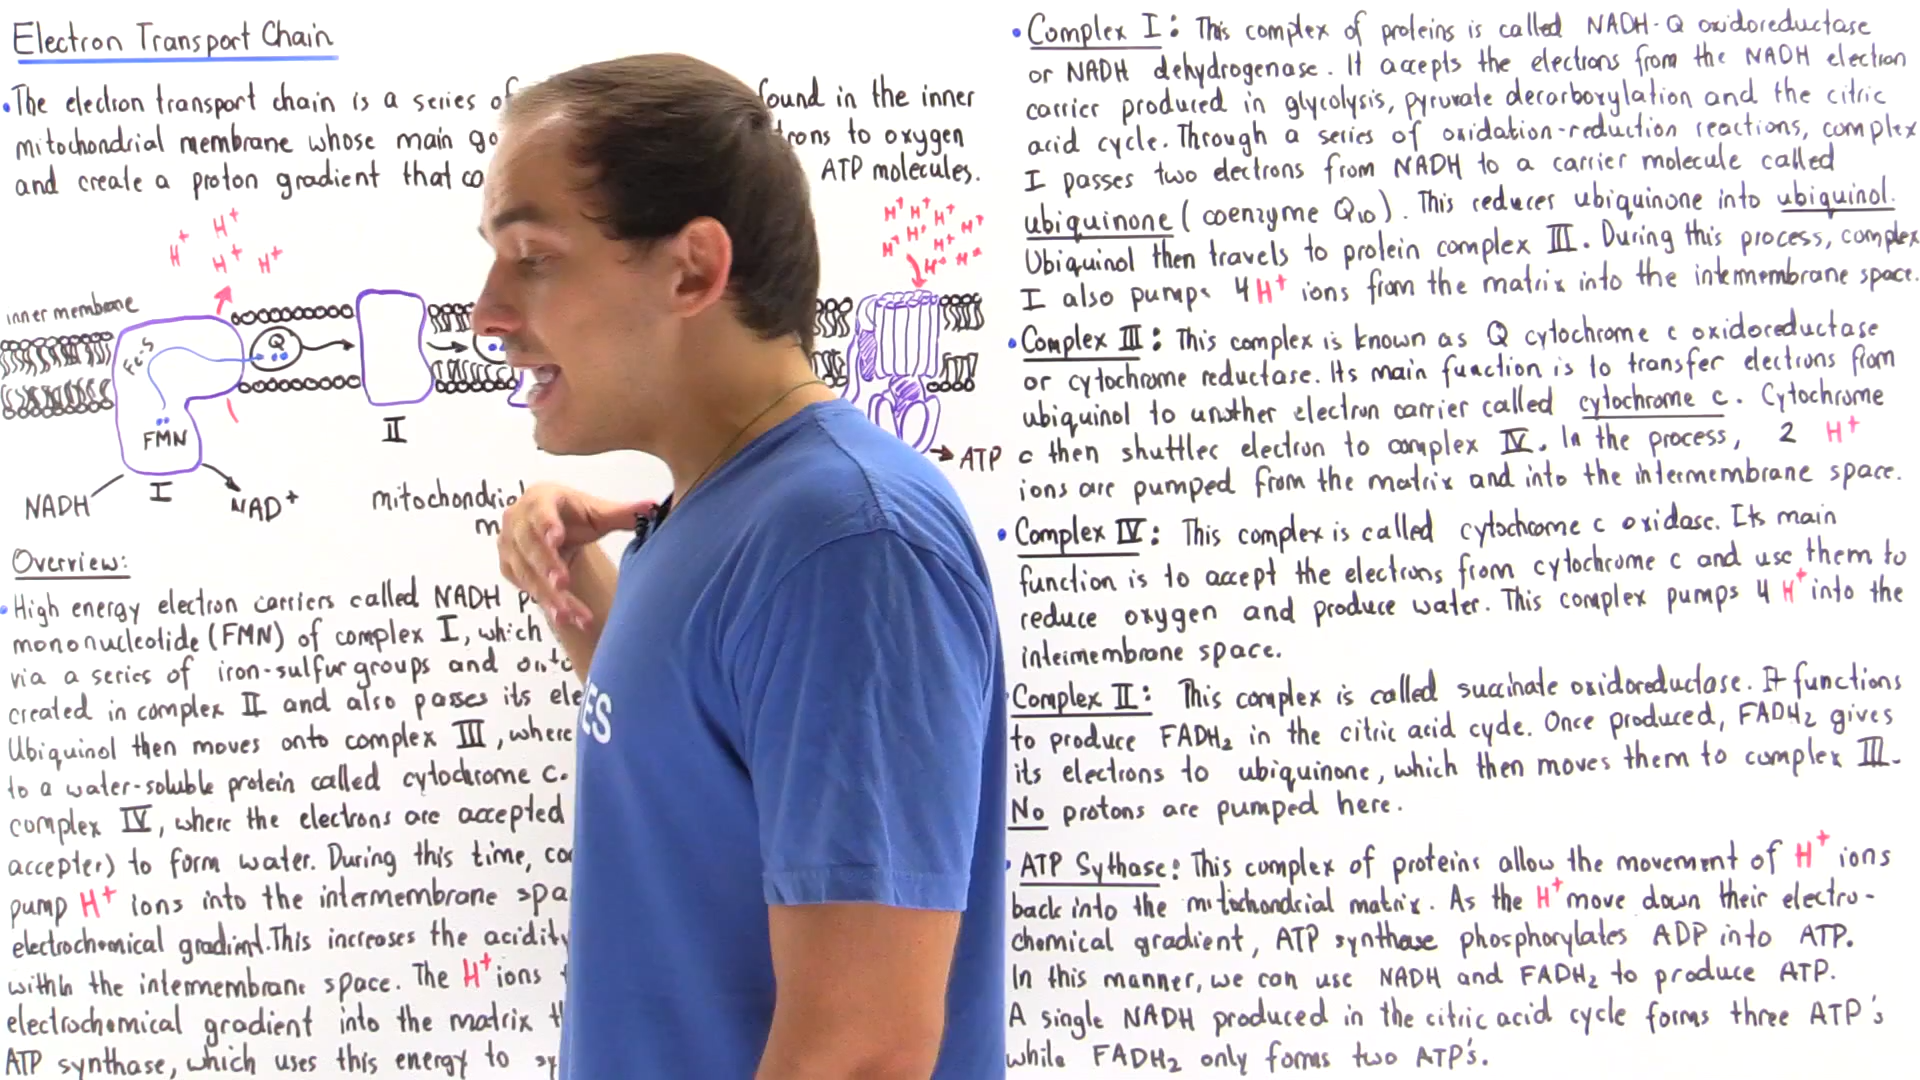 Electron Transport Chain
• The electron transport chain is a series of found in the inner
mitochondrial membrane whose main go trons to oxygen
and create a proton gradient that co ATP molecules.
H+
H+ H+ H+
H+ H+ H+ H+
H+ H+ H+
H+ H+ H+
inner membrane
Fe-S
Q
FMN
I
II
NADH
NAD+
ATP
mitochondrial
m
Overview:
• High energy electron carriers called NADH p
mononucleotide (FMN) of complex I, which
via a series of iron-sulfur groups and onto
created in complex II and also passes its ele
Ubiquinol then moves onto complex III, where
to a water-soluble protein called cytochrome c.
complex IV, where the electrons are accepted
accepter) to form water. During this time, co
pump H+ ions into the intermembrane spa
electrochemical gradient. This increases the acidity
within the intermembrane space. The H+ ions
electrochemical gradient into the matrix th
ATP synthase, which uses this energy to sy
ES
• Complex I: This complex of proteins is called NADH-Q oxidoreductase
or NADH dehydrogenase. It accepts the electrons from the NADH electron
carrier produced in glycolysis, pyruvate decarboxylation and the citric
acid cycle. Through a series of oxidation-reduction reactions, complex
I passes two electrons from NADH to a carrier molecule called
ubiquinone (coenzyme Q10). This reduces ubiquinone into ubiquinol.
Ubiquinol then travels to protein complex III. During this process, complex
I also pumps 4 H+ ions from the matrix into the intermembrane space.
• Complex III: This complex is known as Q cytochrome c oxidoreductase
or cytochrome reductase. Its main function is to transfer electrons from
ubiquinol to another electron carrier called cytochrome c. Cytochrome
c then shuttles electron to complex IV. In the process, 2 H+
ions are pumped from the matrix and into the intermembrane space.
• Complex IV: This complex is called cytochrome c oxidase. Its main
function is to accept the electrons from cytochrome c and use them to
reduce oxygen and produce water. This complex pumps 4 H+ into the
intermembrane space.
Complex II: This complex is called succinate oxidoreductase. It functions
to produce FADH2 in the citric acid cycle. Once produced, FADH2 gives
its electrons to ubiquinone, which then moves them to complex III.
No protons are pumped here.
• ATP Sythase: This complex of proteins allow the movement of H+ ions
back into the mitochondrial matrix. As the H+ move down their electro-
chemical gradient, ATP synthase phosphorylates ADP into ATP.
In this manner, we can use NADH and FADH2 to produce ATP.
A single NADH produced in the citric acid cycle forms three ATP's
while FADH2 only forms two ATP's.